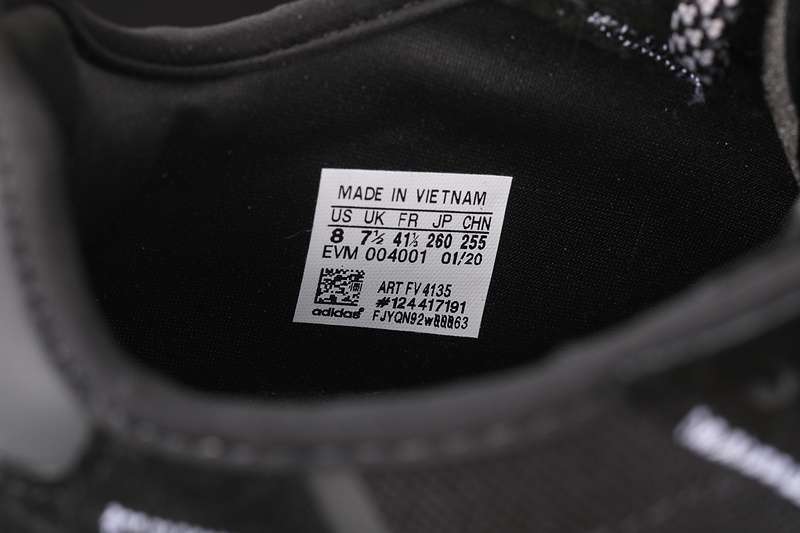 MADE IN VIETNAM
US UK FR JP CHN
8 7½ 41⅓ 260 255
EVM 004001 01/20
ART FV4135
#124417191
adidas®